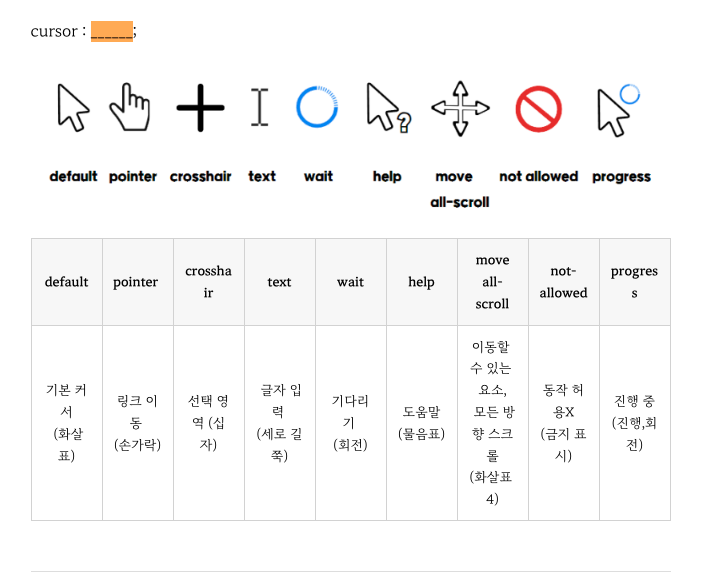 cursor : ______;
?
default pointer crosshair text wait help move not allowed progress
all-scroll
default
pointer
crossha
ir
text
wait
help
move
all-
scroll
not-
allowed
progres
s
기본 커
서
(화살
표)
링크 이
동
(손가락)
선택 영
역 (십
자)
글자 입
력
(세로 길
쭉)
기다리
기
(회전)
도움말
(물음표)
이동할
수 있는
요소,
모든 방
향 스크
롤
(화살표
4)
동작 허
용X
(금지 표
시)
진행 중
(진행,회
전)